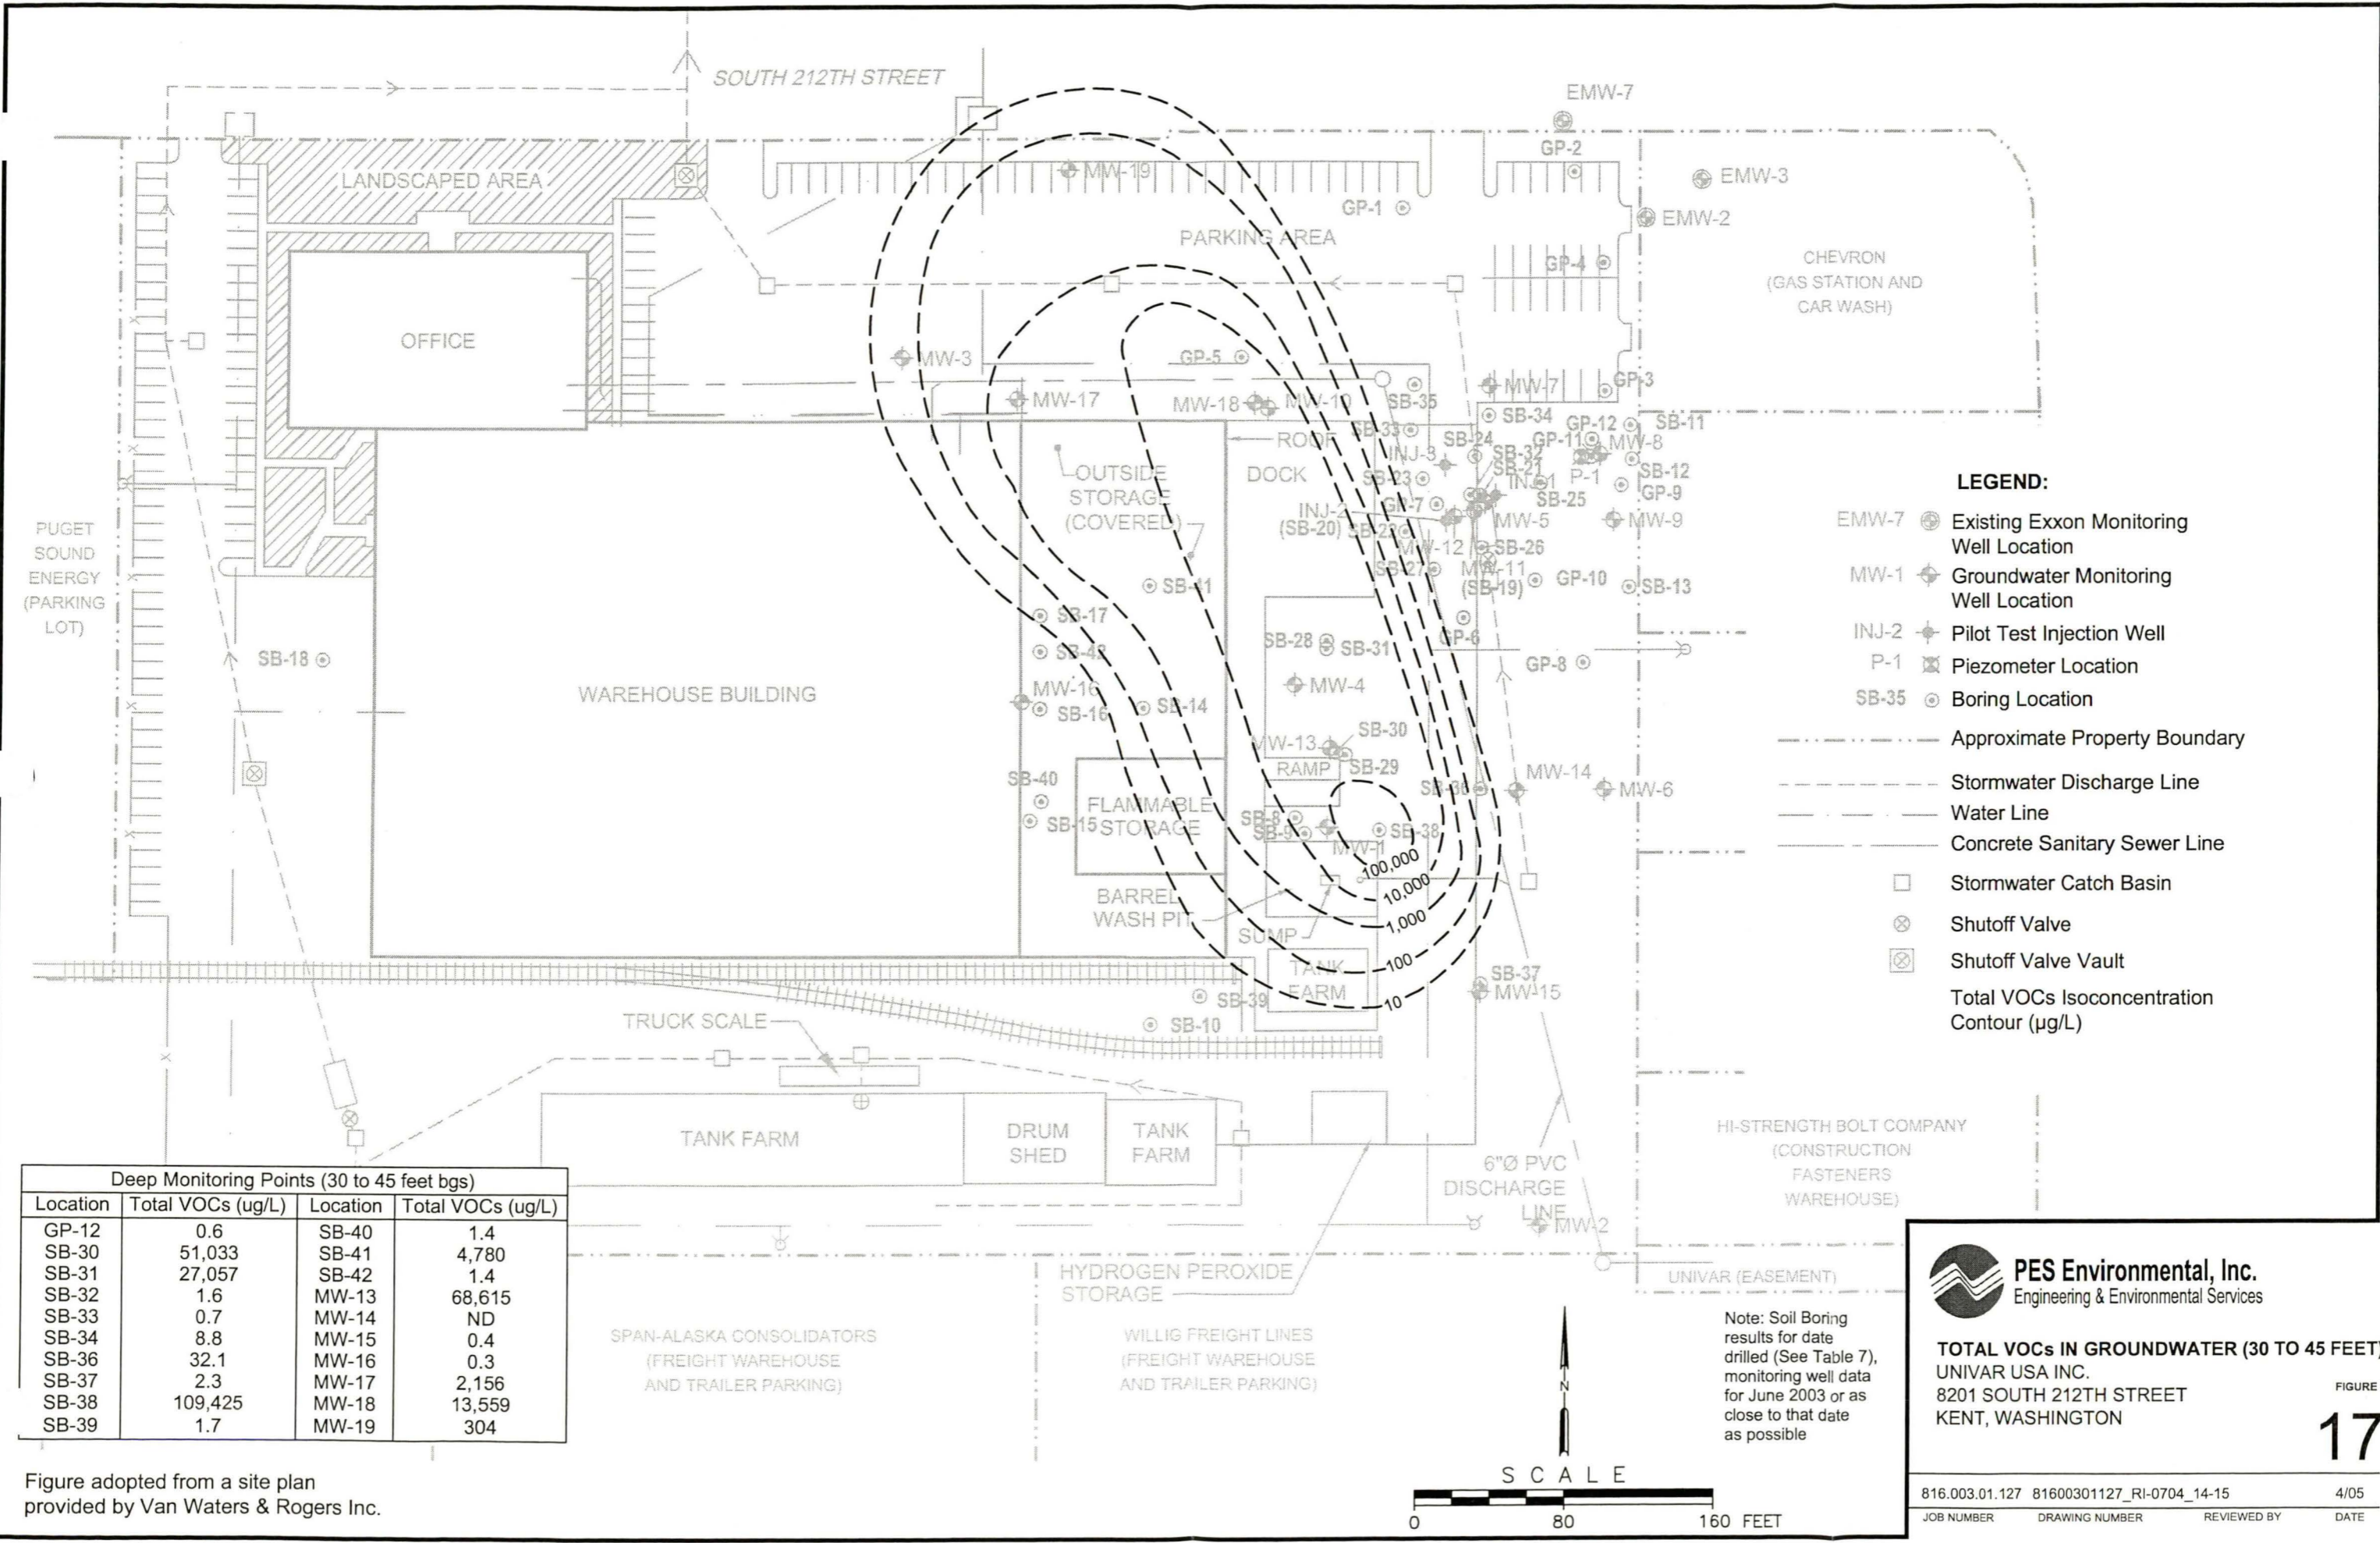 SOUTH 212TH STREET
EMW-7
GP-2
LANDSCAPED AREA
MW-19
EMW-3
GP-1
EMW-2
PARKING AREA
CHEVRON
(GAS STATION AND
CAR WASH)
GP-4
OFFICE
MW-3
GP-5
MW-7
GP-3
MW-17
MW-18
MW-10
SB-35
SB-34
GP-12
SB-11
ROOF
SB-33
SB-24
GP-11
MW-8
DOCK
INJ-3
SB-32
SB-21
SB-12
OUTSIDE
STORAGE
(COVERED)
SB-23
INJ-1
P-1
GP-9
SB-25
INJ-2
(SB-20)
GP-7
MW-5
MW-9
SB-22
MW-12
SB-26
PUGET
SOUND
ENERGY
(PARKING
LOT)
SB-27
MW-11
(SB-19)
GP-10
SB-13
SB-41
SB-17
SB-28
SB-31
GP-6
SB-42
SB-18
GP-8
WAREHOUSE BUILDING
MW-16
SB-16
SB-14
MW-4
SB-30
MW-13
RAMP
SB-29
SB-40
SB-36
MW-14
MW-6
FLAMMABLE
STORAGE
SB-15
SB-8
SB-9
SB-38
MW-1
100,000
10,000
1,000
100
10
BARREL
WASH PIT
SUMP
TANK
FARM
SB-37
MW-15
SB-39
SB-10
TRUCK SCALE
TANK FARM
DRUM
SHED
TANK
FARM
6"Ø PVC
DISCHARGE
LINE
MW-2
HI-STRENGTH BOLT COMPANY
(CONSTRUCTION
FASTENERS
WAREHOUSE)
HYDROGEN PEROXIDE
STORAGE
UNIVAR (EASEMENT)
SPAN-ALASKA CONSOLIDATORS
(FREIGHT WAREHOUSE
AND TRAILER PARKING)
WILLIG FREIGHT LINES
(FREIGHT WAREHOUSE
AND TRAILER PARKING)
LEGEND:
EMW-7 Existing Exxon Monitoring
Well Location
MW-1 Groundwater Monitoring
Well Location
INJ-2 Pilot Test Injection Well
P-1 Piezometer Location
SB-35 Boring Location
Approximate Property Boundary
Stormwater Discharge Line
Water Line
Concrete Sanitary Sewer Line
Stormwater Catch Basin
Shutoff Valve
Shutoff Valve Vault
Total VOCs Isoconcentration
Contour (µg/L)
Deep Monitoring Points (30 to 45 feet bgs)
Location Total VOCs (ug/L) Location Total VOCs (ug/L)
GP-12 0.6 SB-40 1.4
SB-30 51,033 SB-41 4,780
SB-31 27,057 SB-42 1.4
SB-32 1.6 MW-13 68,615
SB-33 0.7 MW-14 ND
SB-34 8.8 MW-15 0.4
SB-36 32.1 MW-16 0.3
SB-37 2.3 MW-17 2,156
SB-38 109,425 MW-18 13,559
SB-39 1.7 MW-19 304
Figure adopted from a site plan
provided by Van Waters & Rogers Inc.
N
SCALE
0 80 160 FEET
Note: Soil Boring
results for date
drilled (See Table 7),
monitoring well data
for June 2003 or as
close to that date
as possible
PES Environmental, Inc.
Engineering & Environmental Services
TOTAL VOCs IN GROUNDWATER (30 TO 45 FEET)
UNIVAR USA INC.
8201 SOUTH 212TH STREET
KENT, WASHINGTON
FIGURE
17
816.003.01.127 81600301127_RI-0704_14-15 4/05
JOB NUMBER DRAWING NUMBER REVIEWED BY DATE